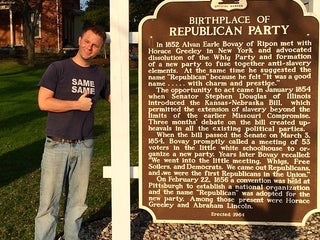 BIRTHPLACE OF
REPUBLICAN PARTY
In 1852 Alvan Earle Bovay of Ripon met with
Horace Greeley in New York and advocated
dissolution of the Whig Party and formation
of a new party to fuse together anti-slavery
elements. At the same time he suggested the
name "Republican" because he felt "It was a good
name . . . with charm and prestige."
The opportunity to act came in January 1854
when Senator Stephen Douglas of Illinois
introduced the Kansas-Nebraska Bill, which
permitted the extension of slavery beyond the
limits of the earlier Missouri Compromise.
Three months' debate on the bill created up-
heavals in all the existing political parties.
When the bill passed the Senate on March 3,
1854, Bovay promptly called a meeting of 53
voters in the little white schoolhouse to or-
ganize a new party. Years later Bovay recalled:
"We went into the little meeting, Whigs, Free
Soilers, and Democrats. We came out Republicans,
and we were the first Republicans in the Union."
On February 22, 1856 a convention was held at
Pittsburgh to establish a national organization
and the name "Republican" was adopted for the
new party. Among those present were Horace
Greeley and Abraham Lincoln.
Erected 1964
SAME
SAME